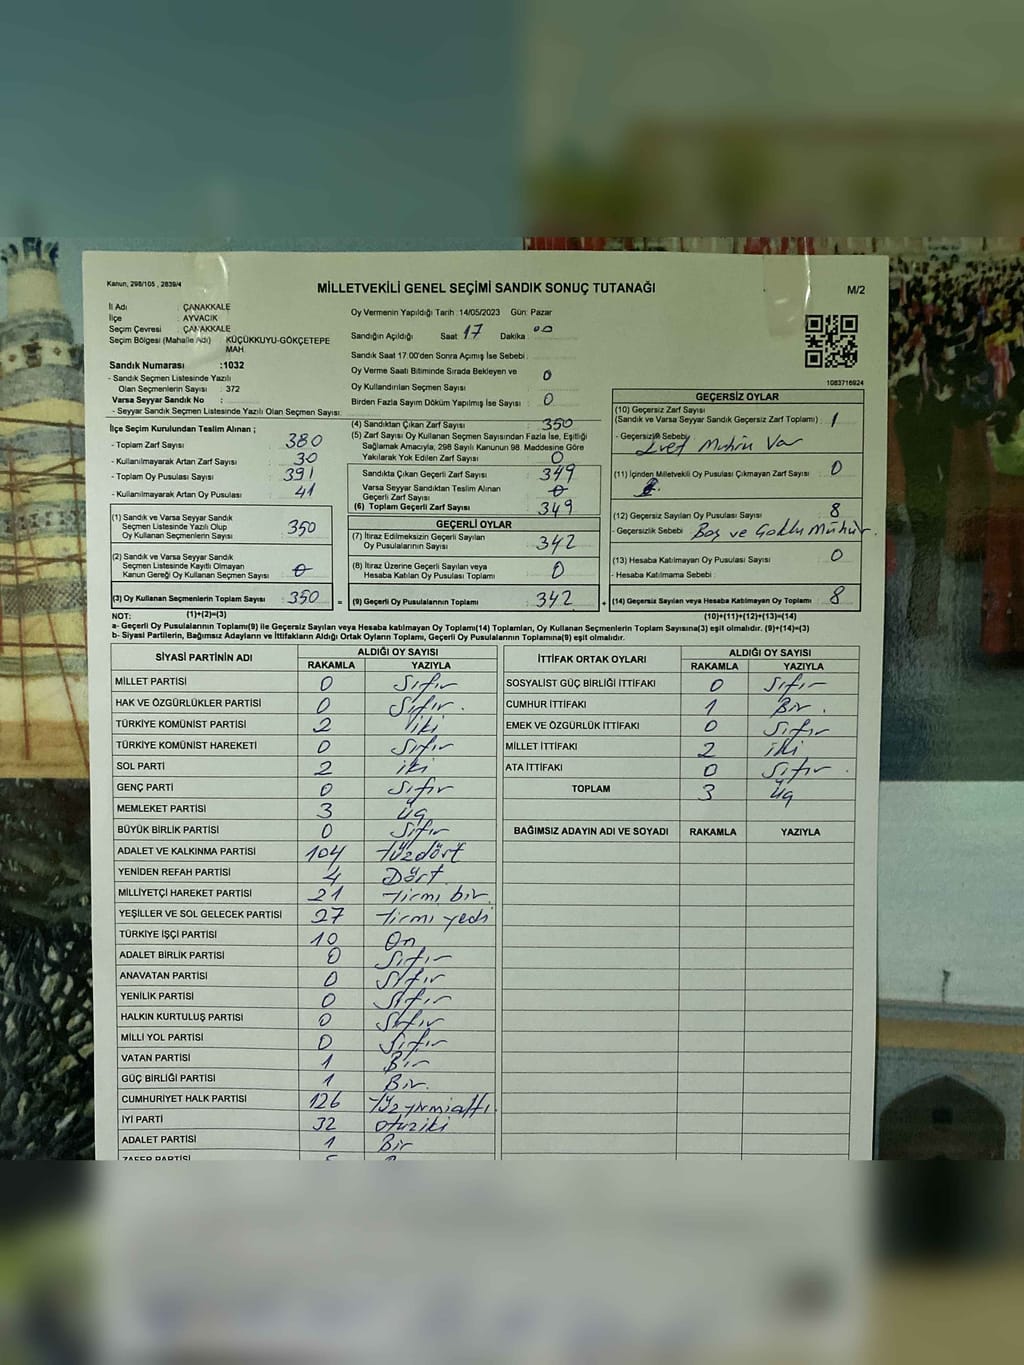 Kanun, 298/105 , 2839/4
MİLLETVEKİLİ GENEL SEÇİMİ SANDIK SONUÇ TUTANAĞI
M/2
İl Adı : ÇANAKKALE
İlçe : AYVACIK
Seçim Çevresi : ÇANAKKALE
Seçim Bölgesi (Mahalle Adı) KÜÇÜKKUYU-GÖKÇETEPE MAH.
Sandık Numarası :1032
- Sandık Seçmen Listesinde Yazılı
Olan Seçmenlerin Sayısı : 372
Varsa Seyyar Sandık No :
- Seyyar Sandık Seçmen Listesinde Yazılı Olan Seçmen Sayısı:
Oy Vermenin Yapıldığı Tarih : 14/05/2023 Gün: Pazar
Sandığın Açıldığı Saat: 17 Dakika : 00
Sandık Saat 17.00'den Sonra Açımış İse Sebebi :
Oy Verme Saati Bitiminde Sırada Bekleyen ve
Oy Kullandırılan Seçmen Sayısı : 0
Birden Fazla Sayım Döküm Yapılmış İse Sayısı : 0
1083716924
İlçe Seçim Kurulundan Teslim Alınan ;
- Toplam Zarf Sayısı : 380
- Kullanılmayarak Artan Zarf Sayısı : 30
- Toplam Oy Pusulası Sayısı : 391
- Kullanılmayarak Artan Oy Pusulası : 41
(1) Sandık ve Varsa Seyyar Sandık
Seçmen Listesinde Yazılı Olup
Oy Kullanan Seçmenlerin Sayısı : 350
(2) Sandık ve Varsa Seyyar Sandık
Seçmen Listesinde Kayıtlı Olmayan
Kanun Gereği Oy Kullanan Seçmen Sayısı : 0
(3) Oy Kullanan Seçmenlerin Toplam Sayısı : 350
(1)+(2)=(3)
(4) Sandıktan Çıkan Zarf Sayısı : 350
(5) Zarf Sayısı Oy Kullanan Seçmen Sayısından Fazla İse, Eşitliği
Sağlamak Amacıyla, 298 Sayılı Kanunun 98. Maddesine Göre
Yakılarak Yok Edilen Zarf Sayısı : 0
Sandıkta Çıkan Geçerli Zarf Sayısı : 349
Varsa Seyyar Sandıktan Teslim Alınan
Geçerli Zarf Sayısı : 0
(6) Toplam Geçerli Zarf Sayısı : 349
GEÇERLİ OYLAR
(7) İtiraz Edilmeksizin Geçerli Sayılan
Oy Pusulalarının Sayısı : 342
(8) İtiraz Üzerine Geçerli Sayılan veya
Hesaba Katılan Oy Pusulası Toplamı : 0
= (9) Geçerli Oy Pusulalarının Toplamı : 342
GEÇERSİZ OYLAR
(10) Geçersiz Zarf Sayısı
(Sandık ve Varsa Seyyar Sandık Geçersiz Zarf Toplamı) : 1
- Geçersizlik Sebebi : Evet Mührü Var
(11) İçinden Milletvekili Oy Pusulası Çıkmayan Zarf Sayısı : 0
(12) Geçersiz Sayılan Oy Pusulası Sayısı : 8
- Geçersizlik Sebebi : Boş ve Çoklu Mühür.
(13) Hesaba Katılmayan Oy Pusulası Sayısı : 0
- Hesaba Katılmama Sebebi :
+ (14) Geçersiz Sayılan veya Hesaba Katılmayan Oy Toplamı : 8
(10)+(11)+(12)+(13)=(14)
NOT:
a- Geçerli Oy Pusulalarının Toplamı(9) ile Geçersiz Sayılan veya Hesaba katılmayan Oy Toplamı(14) Toplamları, Oy Kullanan Seçmenlerin Toplam Sayısına(3) eşit olmalıdır. (9)+(14)=(3)
b- Siyasi Partilerin, Bağımsız Adayların ve İttifakların Aldığı Ortak Oyların Toplamı, Geçerli Oy Pusulalarının Toplamına(9) eşit olmalıdır.
SİYASİ PARTİNİN ADI ALDIĞI OY SAYISI
RAKAMLA YAZIYLA
MİLLET PARTİSİ 0 Sıfır
HAK VE ÖZGÜRLÜKLER PARTİSİ 0 Sıfır.
TÜRKİYE KOMÜNİST PARTİSİ 2 iki
TÜRKİYE KOMÜNİST HAREKETİ 0 Sıfır
SOL PARTİ 2 iki
GENÇ PARTİ 0 Sıfır
MEMLEKET PARTİSİ 3 Üç
BÜYÜK BİRLİK PARTİSİ 0 Sıfır
ADALET VE KALKINMA PARTİSİ 104 Yüzdört
YENİDEN REFAH PARTİSİ 4 Dört
MİLLİYETÇİ HAREKET PARTİSİ 21 Yirmi bir.
YEŞİLLER VE SOL GELECEK PARTİSİ 27 Yirmi yedi
TÜRKİYE İŞÇİ PARTİSİ 10 On
ADALET BİRLİK PARTİSİ 0 Sıfır
ANAVATAN PARTİSİ 0 Sıfır
YENİLİK PARTİSİ 0 Sıfır
HALKIN KURTULUŞ PARTİSİ 0 Sıfır
MİLLİ YOL PARTİSİ 0 Sıfır
VATAN PARTİSİ 1 Bir
GÜÇ BİRLİĞİ PARTİSİ 1 Bir.
CUMHURİYET HALK PARTİSİ 126 Yüzyirmialtı
İYİ PARTİ 32 Otuziki
ADALET PARTİSİ 1 Bir
ZAFER PARTİSİ
İTTİFAK ORTAK OYLARI ALDIĞI OY SAYISI
RAKAMLA YAZIYLA
SOSYALİST GÜÇ BİRLİĞİ İTTİFAKI 0 Sıfır
CUMHUR İTTİFAKI 1 Bir.
EMEK VE ÖZGÜRLÜK İTTİFAKI 0 Sıfır
MİLLET İTTİFAKI 2 iki
ATA İTTİFAKI 0 Sıfır.
TOPLAM 3 Üç
BAĞIMSIZ ADAYIN ADI VE SOYADI RAKAMLA YAZIYLA